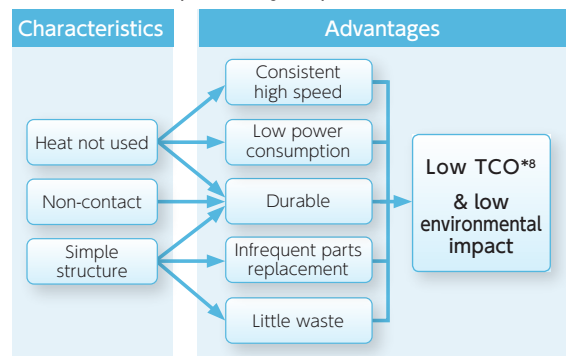 Characteristics
Advantages
Consistent
high speed
Heat not used
Low power
consumption
Low TCO*8
& low
environmental
impact
Non-contact
Durable
Simple
structure
Infrequent parts
replacement
Little waste